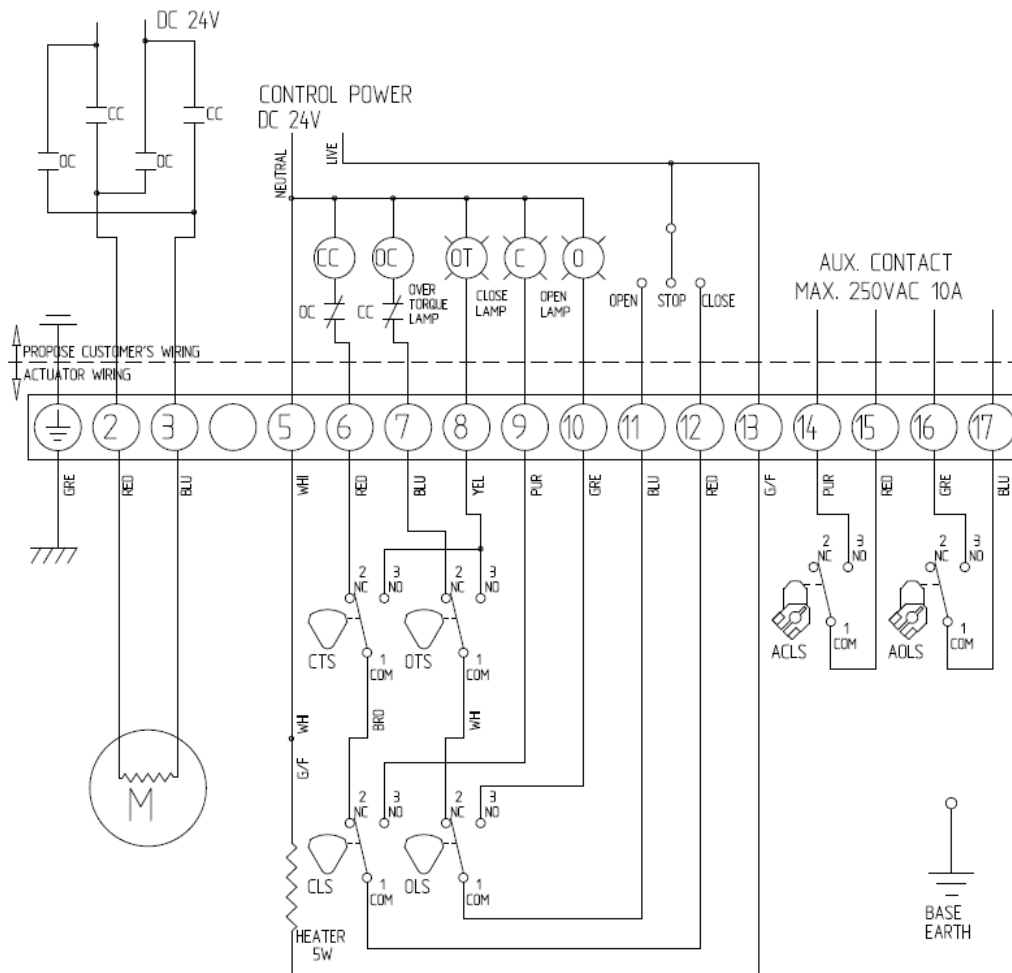 DC 24V
CC
CC
OC
OC
CONTROL POWER
DC 24V
NEUTRAL
LIVE
CC
OC
OT
C
O
OC
CC
OVER
TORQUE
LAMP
CLOSE
LAMP
OPEN
LAMP
OPEN
STOP
CLOSE
AUX. CONTACT
MAX. 250VAC 10A
PROPOSE CUSTOMER'S WIRING
ACTUATOR WIRING
2
3
5
6
7
8
9
10
11
12
13
14
15
16
17
GRE
RED
BLU
WHI
RED
BLU
YEL
PUR
GRE
BLU
RED
G/F
PUR
RED
GRE
BLU
2
NC
3
NO
2
NC
3
NO
2
NC
3
NO
2
NC
3
NO
CTS
1
COM
OTS
1
COM
ACLS
1
COM
AOLS
1
COM
WH
BRO
WH
G/F
M
2
NC
3
NO
2
NC
3
NO
CLS
1
COM
OLS
1
COM
HEATER
5W
BASE
EARTH